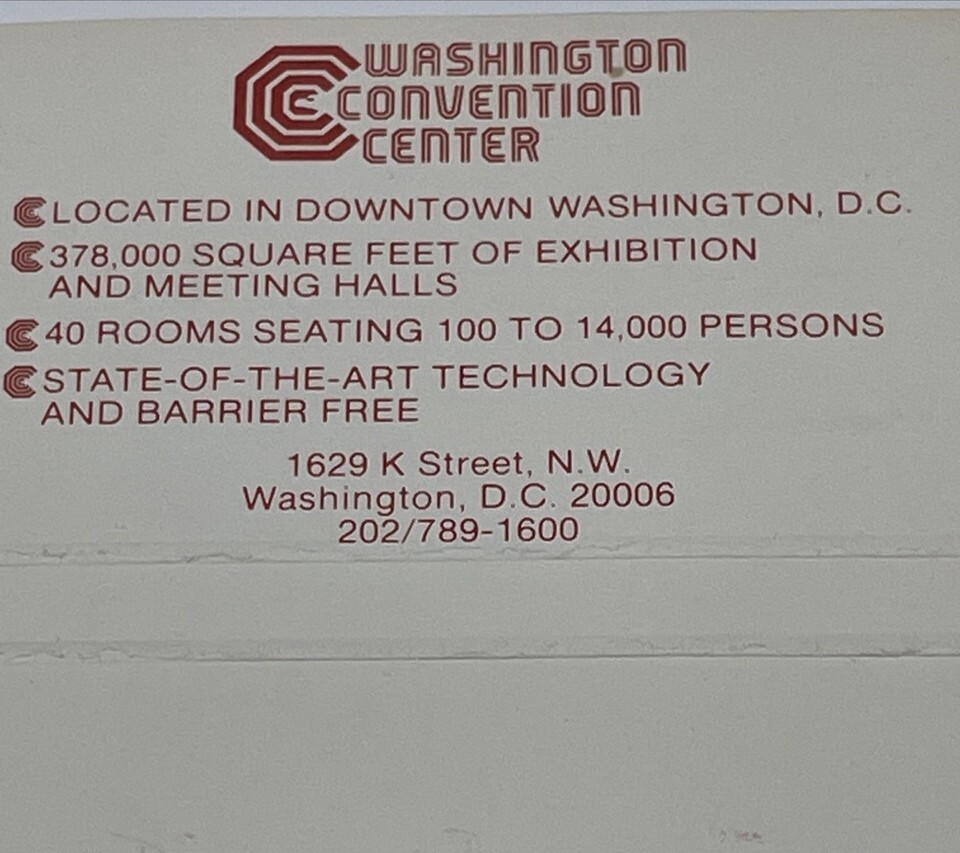 WASHINGTON
CONVENTION
CENTER
LOCATED IN DOWNTOWN WASHINGTON, D.C.
378,000 SQUARE FEET OF EXHIBITION
AND MEETING HALLS
40 ROOMS SEATING 100 TO 14,000 PERSONS
STATE-OF-THE-ART TECHNOLOGY
AND BARRIER FREE
1629 K Street, N.W.
Washington, D.C. 20006
202/789-1600